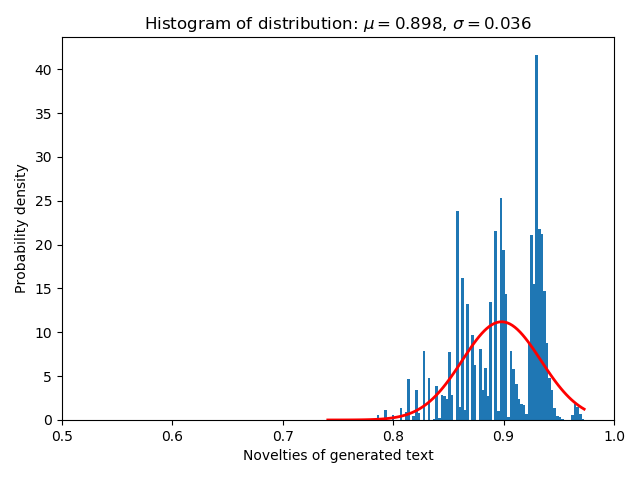 Histogram of distribution: μ = 0.898, σ = 0.036
Probability density
40
35
30
25
20
15
10
5
0
0.5 0.6 0.7 0.8 0.9 1.0
Novelties of generated text